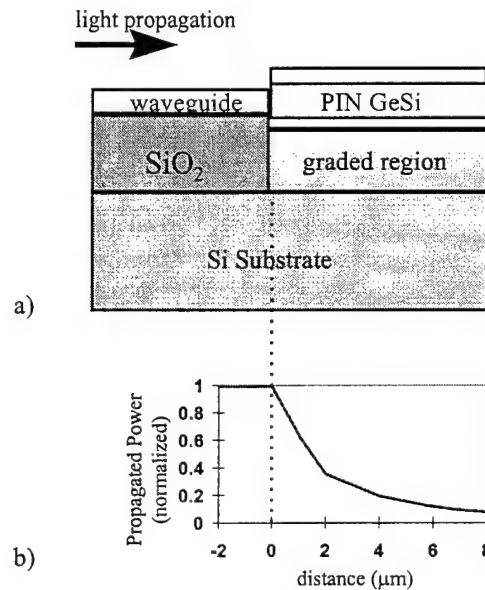 light propagation
waveguide
PIN GeSi
SiO2
graded region
Si Substrate
a)
Propagated Power
(normalized)
1
0.8
0.6
0.4
0.2
0
-2 0 2 4 6 8
distance (μm)
b)